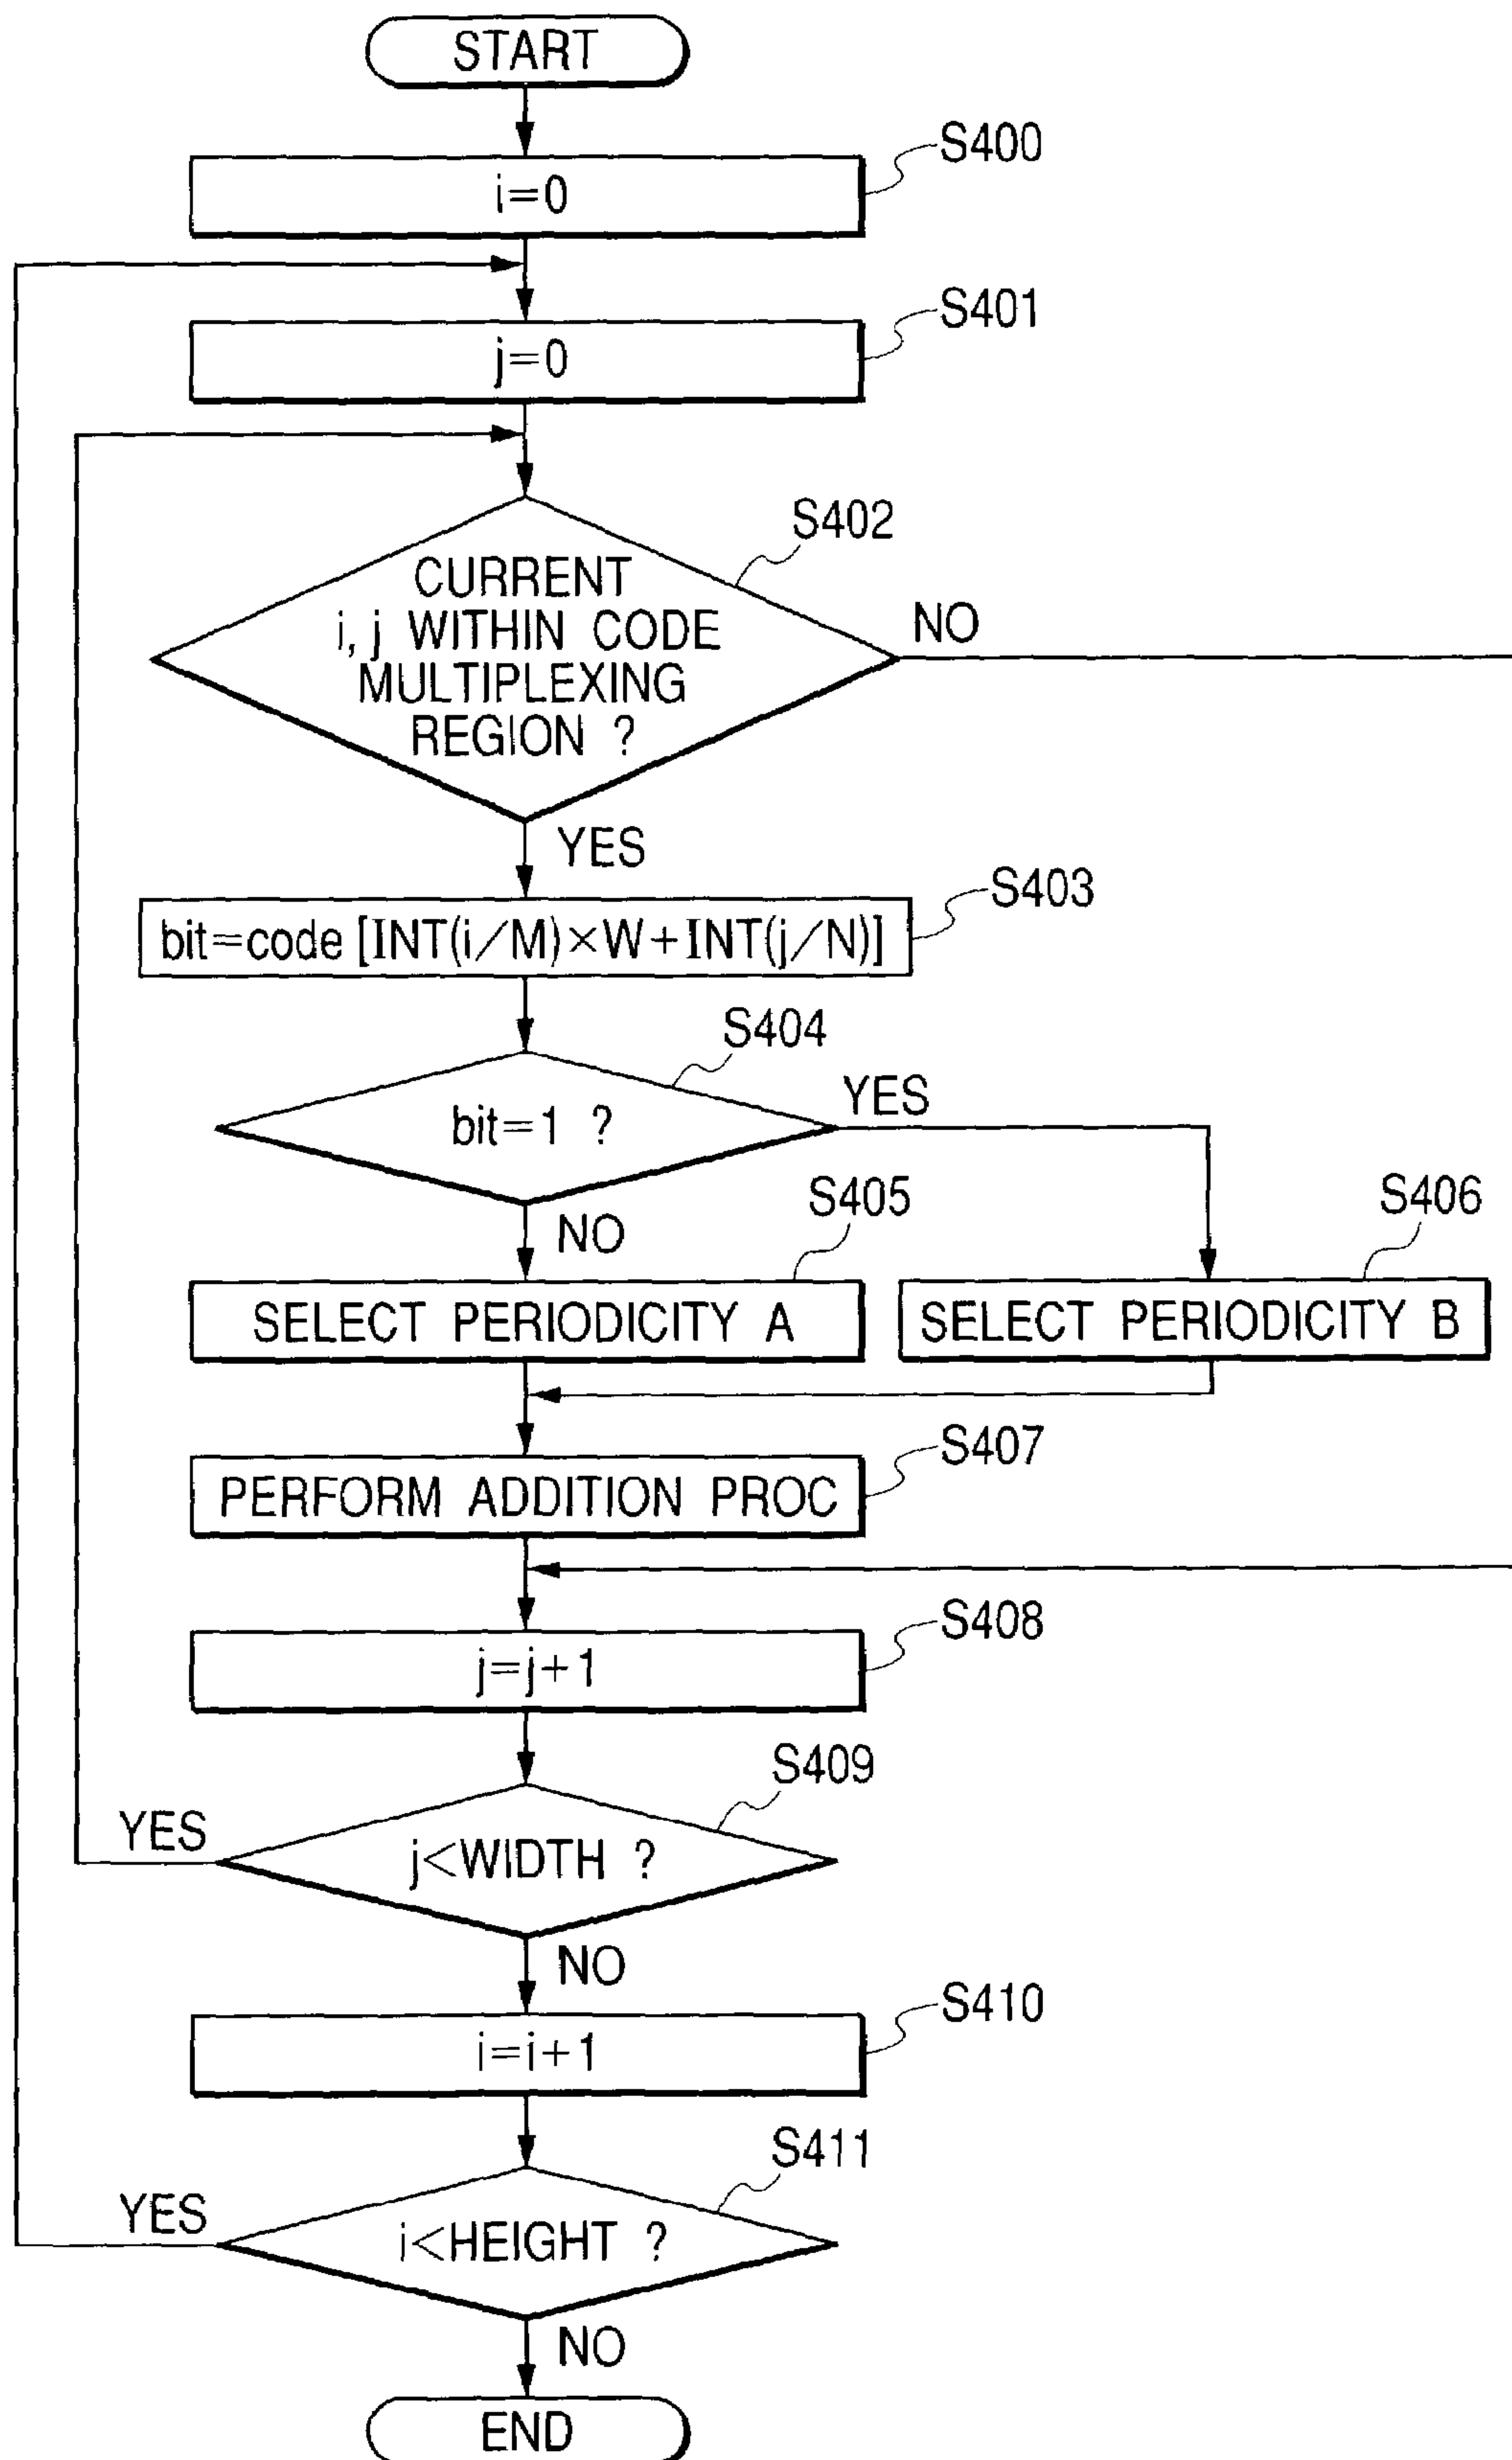 START
S400
i=0
S401
j=0
S402
CURRENT
i, j WITHIN CODE
MULTIPLEXING
REGION ?
NO
YES
S403
bit=code [INT(i/M)×W+INT(j/N)]
S404
bit=1 ?
YES
NO
S405
S406
SELECT PERIODICITY A
SELECT PERIODICITY B
S407
PERFORM ADDITION PROC
S408
j=j+1
S409
YES
j<WIDTH ?
NO
S410
i=i+1
S411
YES
i<HEIGHT ?
NO
END